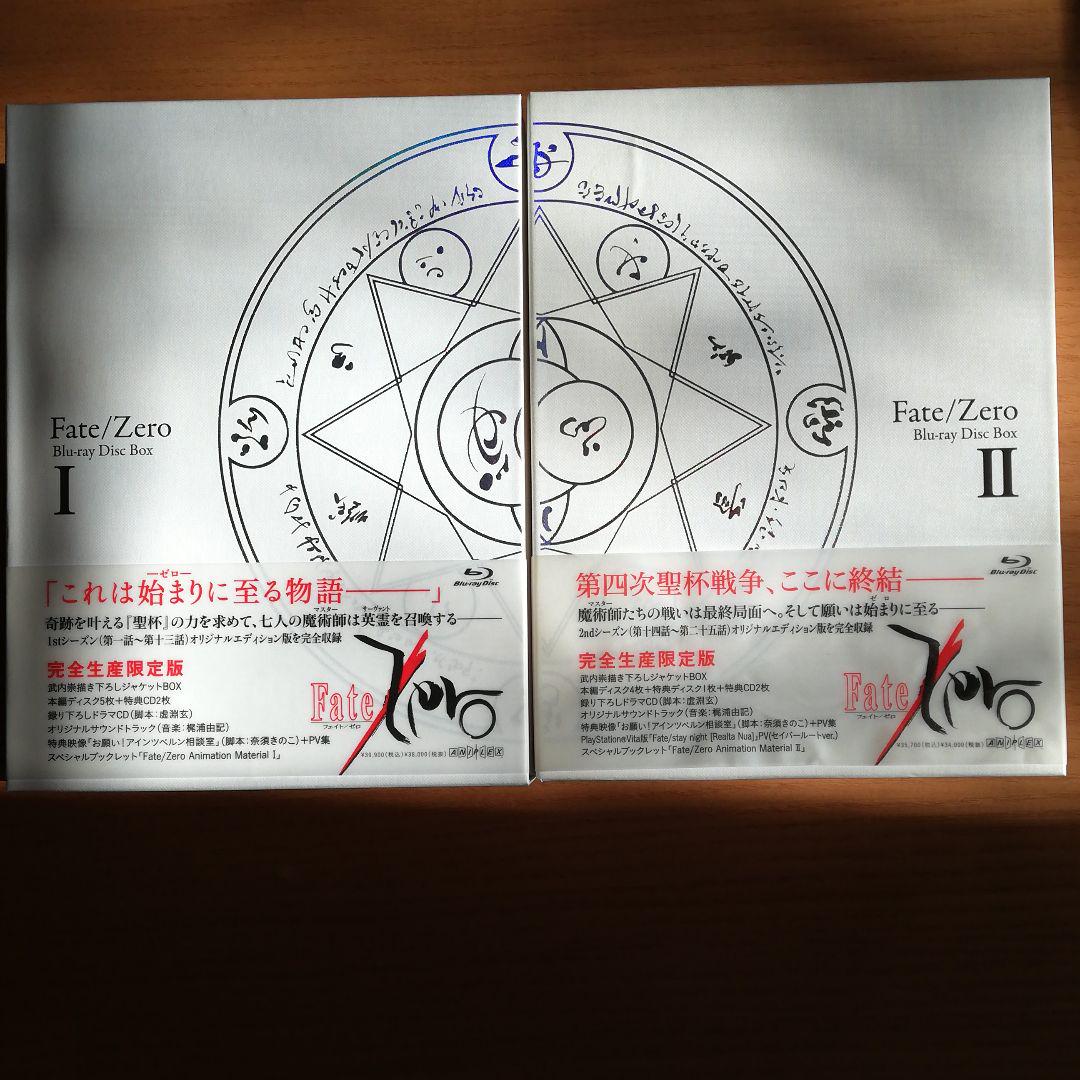 Fate/Zero
Blu-ray Disc Box
I
Blu-ray Disc
ゼロ
「これは始まりに至る物語――」
マスター サーヴァント
奇跡を叶える『聖杯』の力を求めて、七人の魔術師は英霊を召喚する――
1stシーズン(第一話~第十三話)オリジナルエディション版を完全収録
完全生産限定版
武内崇描き下ろしジャケットBOX
本編ディスク5枚+特典CD2枚
録り下ろしドラマCD(脚本:虚淵玄)
オリジナルサウンドトラック(音楽:梶浦由記)
特典映像「お願い!アインツベルン相談室」(脚本:奈須きのこ)+PV集
スペシャルブックレット「Fate/Zero Animation Material I」
Fate Zero
フェイト/ゼロ
¥39,900(税込)¥38,000(税抜)
ANIPLEX
Fate/Zero
Blu-ray Disc Box
II
Blu-ray Disc
第四次聖杯戦争、ここに終結――
マスター ゼロ
魔術師たちの戦いは最終局面へ。そして願いは始まりに至る――
2ndシーズン(第十四話~第二十五話)オリジナルエディション版を完全収録
完全生産限定版
武内崇描き下ろしジャケットBOX
本編ディスク4枚+特典ディスク1枚+特典CD2枚
録り下ろしドラマCD(脚本:虚淵玄)
オリジナルサウンドトラック(音楽:梶浦由記)
特典映像「お願い!アインツベルン相談室」(脚本:奈須きのこ)+PV集
PlayStation®Vita版「Fate/stay night [Realta Nua]」PV(セイバールートver.)
スペシャルブックレット「Fate/Zero Animation Material II」
Fate Zero
フェイト/ゼロ
¥35,700(税込)¥34,000(税抜)
ANIPLEX